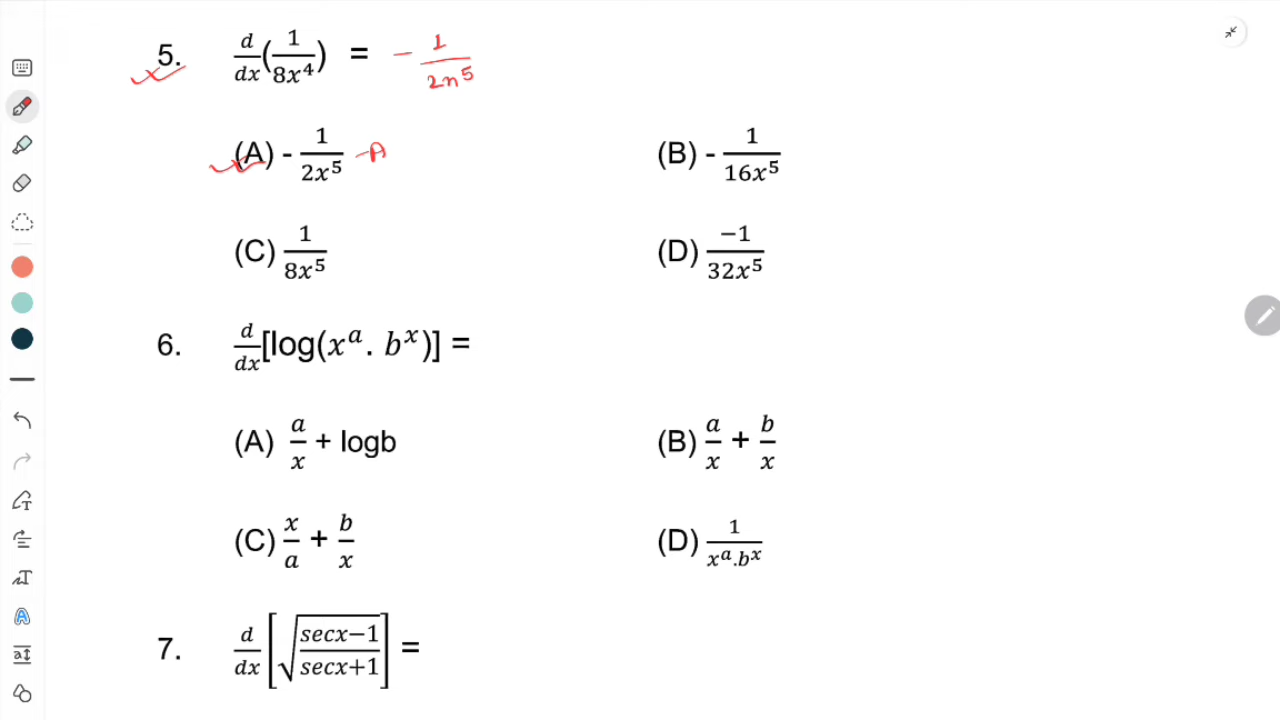 5. d/dx(1/8x⁴) = - 1/2n⁵
(A) - 1/2x⁵ -A (B) - 1/16x⁵
(C) 1/8x⁵ (D) −1/32x⁵
6. d/dx[log(xᵃ. bˣ)] =
(A) a/x + logb (B) a/x + b/x
(C) x/a + b/x (D) 1/xᵃ.bˣ
7. d/dx[√(secx−1/secx+1)] =